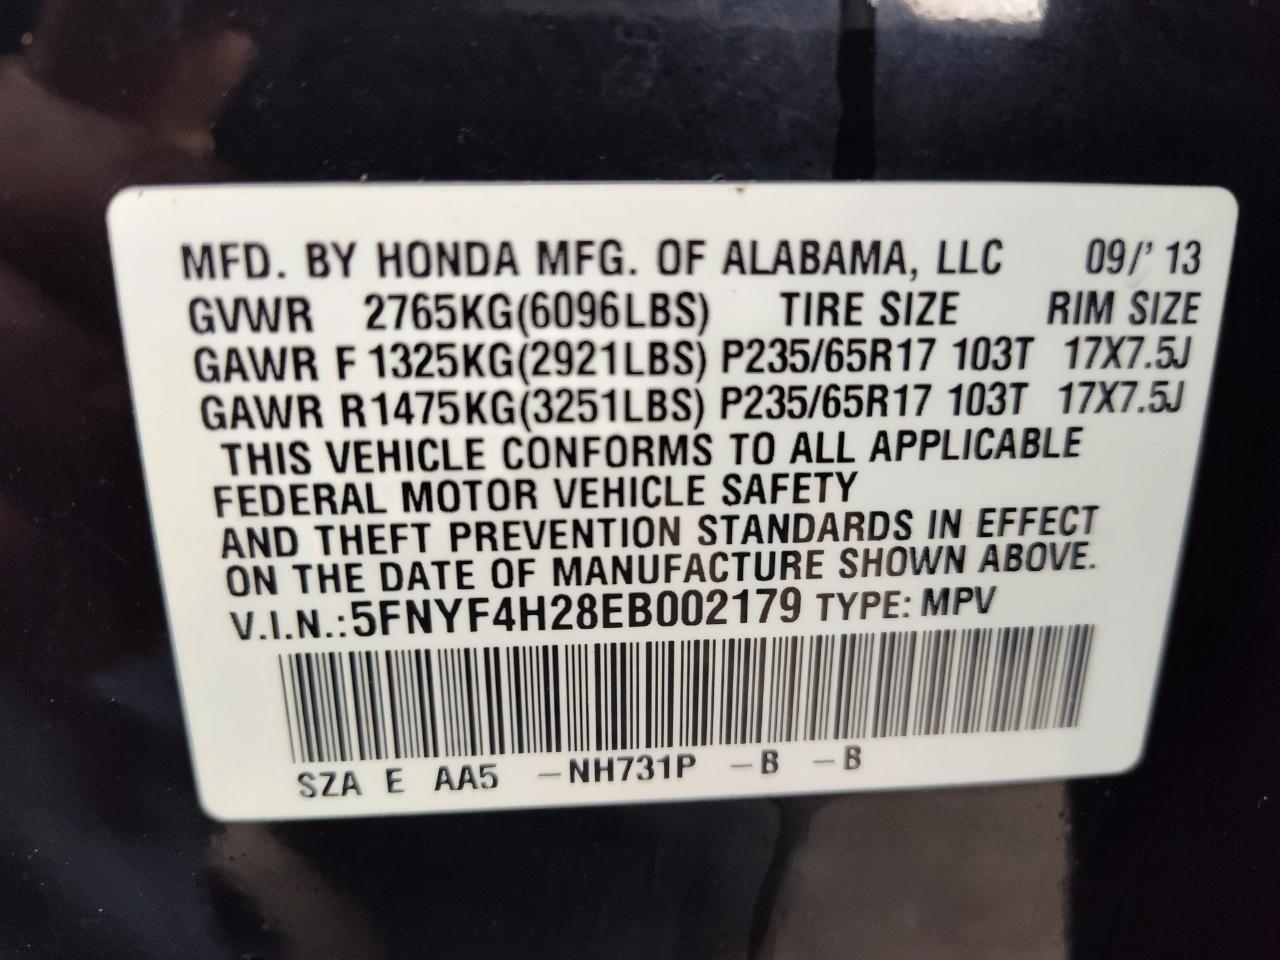 MFD. BY HONDA MFG. OF ALABAMA, LLC 09/' 13
GVWR 2765KG(6096LBS) TIRE SIZE RIM SIZE
GAWR F 1325KG(2921LBS) P235/65R17 103T 17X7.5J
GAWR R1475KG(3251LBS) P235/65R17 103T 17X7.5J
THIS VEHICLE CONFORMS TO ALL APPLICABLE
FEDERAL MOTOR VEHICLE SAFETY
AND THEFT PREVENTION STANDARDS IN EFFECT
ON THE DATE OF MANUFACTURE SHOWN ABOVE.
V.I.N.:5FNYF4H28EB002179 TYPE: MPV
SZA E AA5 –NH731P –B –B